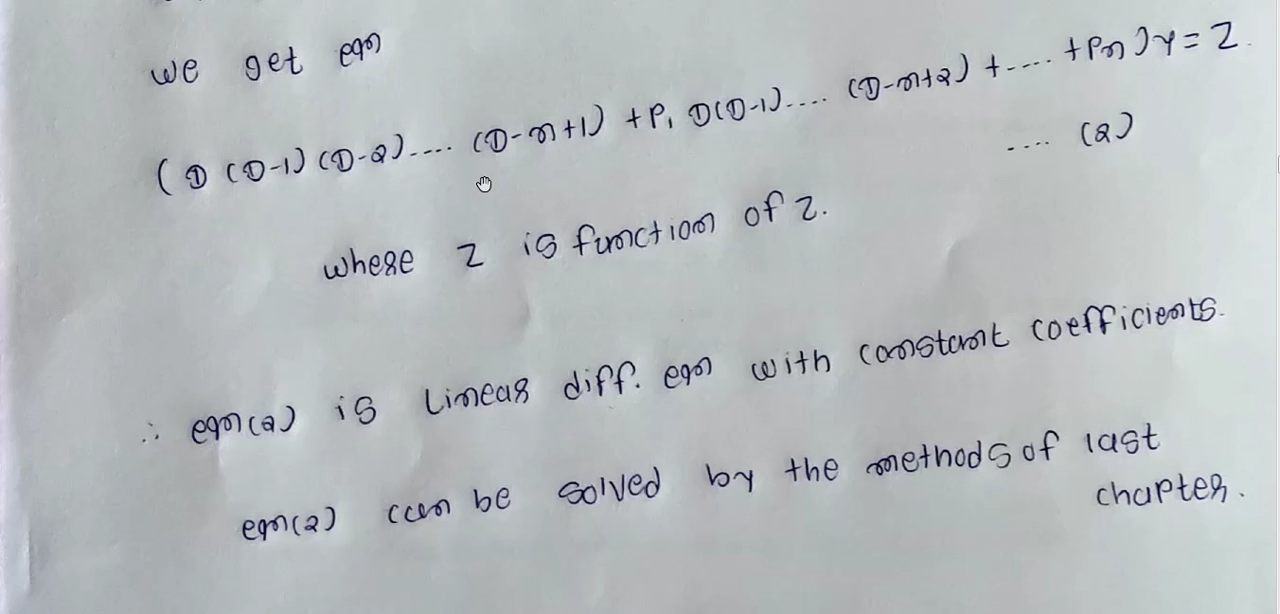 we get eqn
(D (D-1) (D-2).... (D-n+1) + P₁ D(D-1).... (D-n+2) +.... +Pn)y = Z.
.... (2)
where Z is function of z.
∴ eqn(2) is Linear diff. eqn with constant coefficients.
eqn(2) can be solved by the methods of last
chapter.